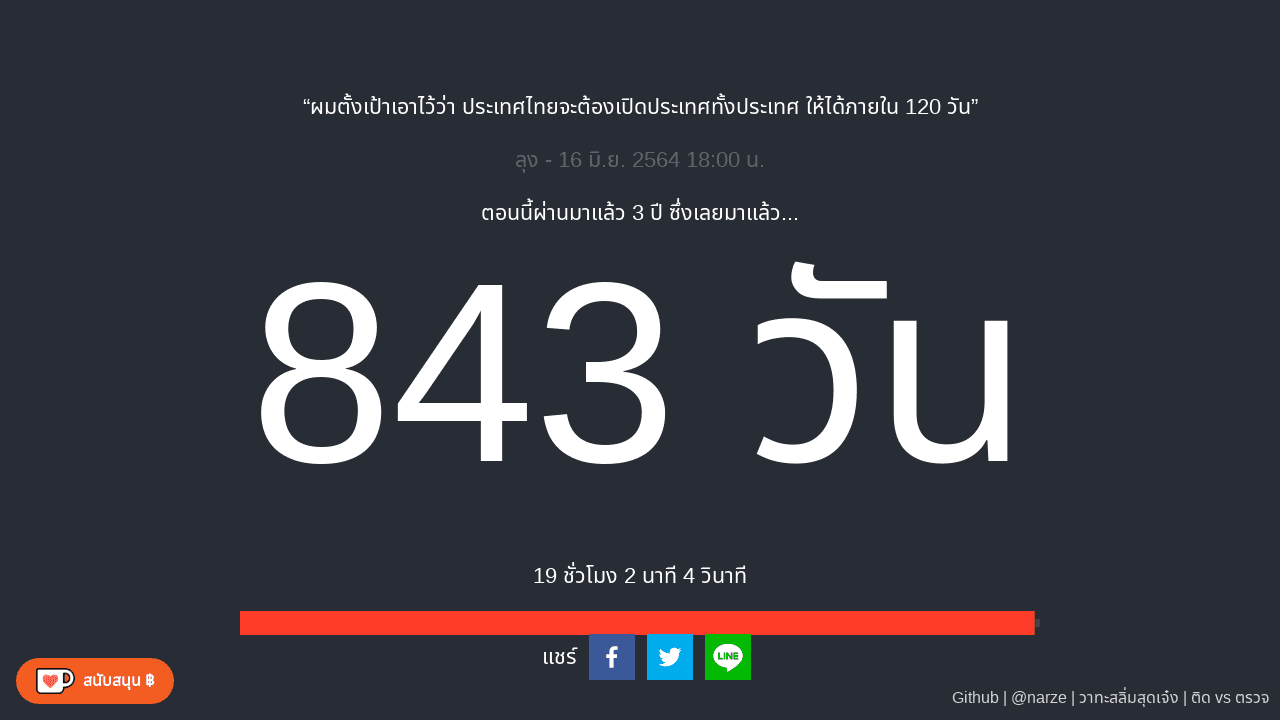 “ผมตั้งเป้าเอาไว้ว่า ประเทศไทยจะต้องเปิดประเทศทั้งประเทศ ให้ได้ภายใน 120 วัน”
ลุง - 16 มิ.ย. 2564 18:00 น.
ตอนนี้ผ่านมาแล้ว 3 ปี ซึ่งเลยมาแล้ว...
843 วัน
19 ชั่วโมง 2 นาที 4 วินาที
แชร์
LINE
สนับสนุน ฿
Github | @narze | วาทะสลิ่มสุดเจ๋ง | ติด vs ตรวจ